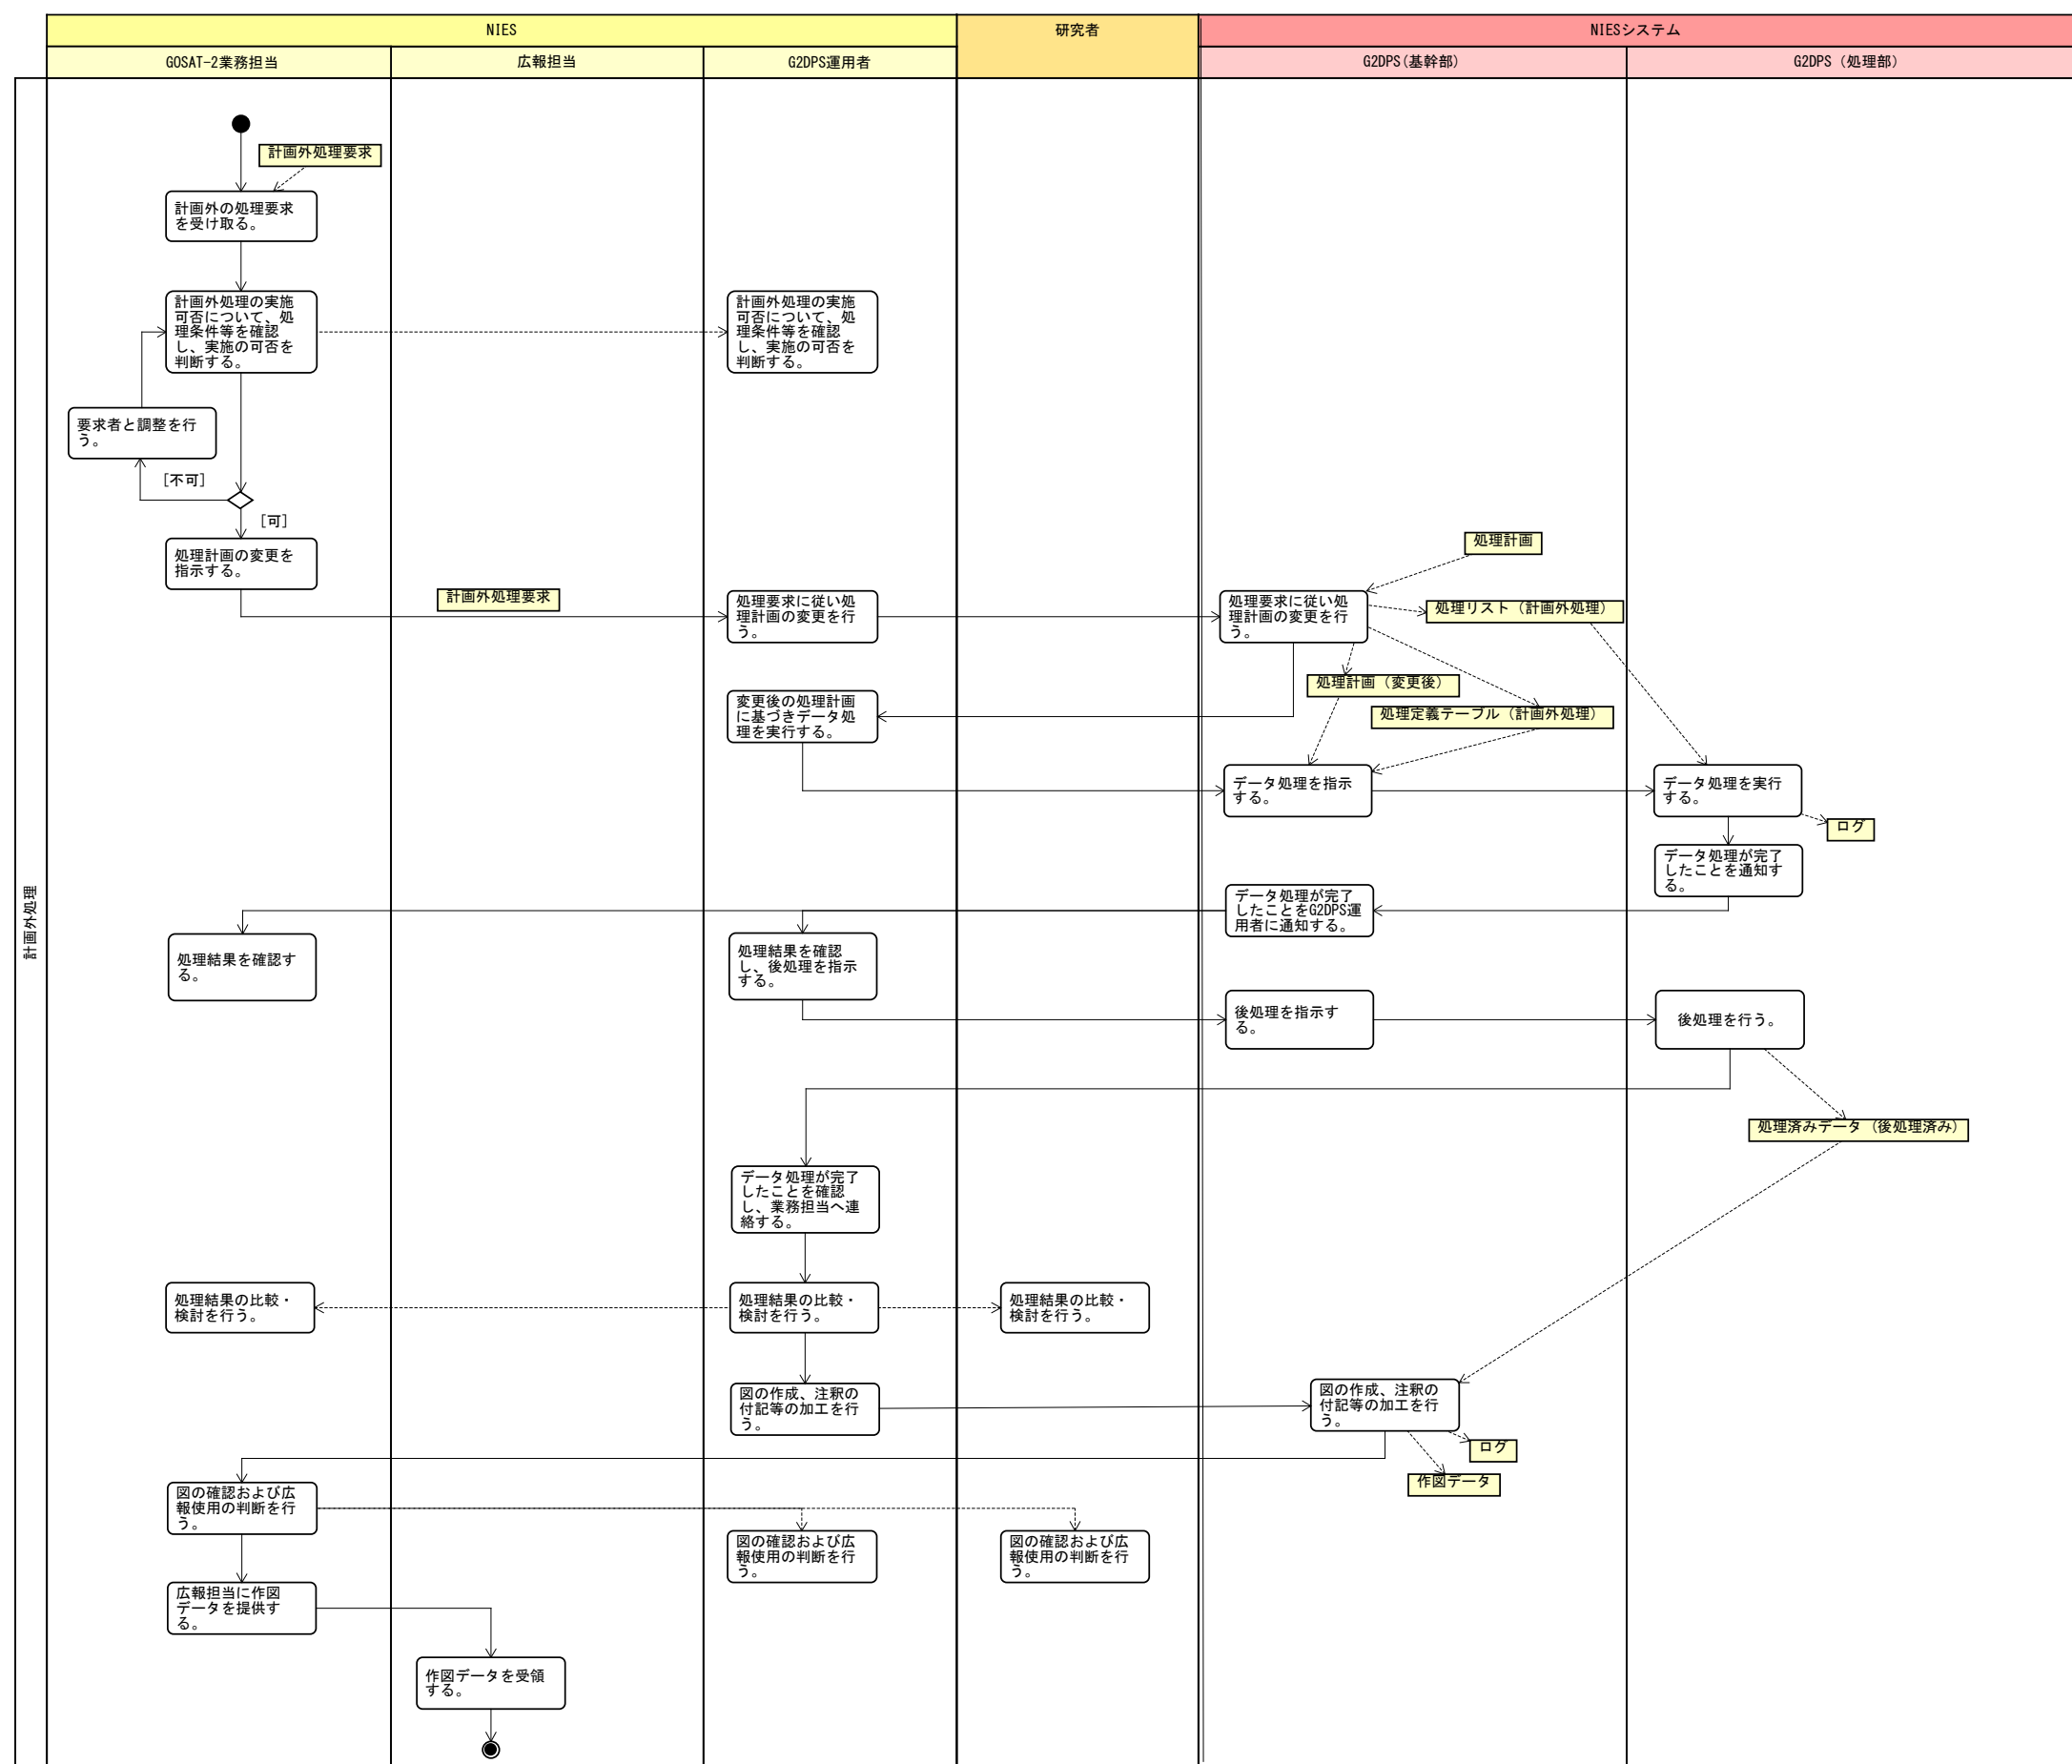 NIES
研究者
NIESシステム
GOSAT-2業務担当
広報担当
G2DPS運用者
G2DPS(基幹部)
G2DPS（処理部）
計画外処理
計画外処理要求
計画外の処理要求
を受け取る。
計画外処理の実施
可否について、処
理条件等を確認
し、実施の可否を
判断する。
計画外処理の実施
可否について、処
理条件等を確認
し、実施の可否を
判断する。
要求者と調整を行
う。
[不可]
[可]
処理計画の変更を
指示する。
計画外処理要求
処理要求に従い処
理計画の変更を行
う。
処理計画
処理要求に従い処
理計画の変更を行
う。
処理リスト（計画外処理）
処理計画（変更後）
処理定義テーブル（計画外処理）
変更後の処理計画
に基づきデータ処
理を実行する。
データ処理を指示
する。
データ処理を実行
する。
ログ
データ処理が完了
したことを通知す
る。
データ処理が完了
したことをG2DPS運
用者に通知する。
処理結果を確認す
る。
処理結果を確認
し、後処理を指示
する。
後処理を指示す
る。
後処理を行う。
処理済みデータ（後処理済み）
データ処理が完了
したことを確認
し、業務担当へ連
絡する。
処理結果の比較・
検討を行う。
処理結果の比較・
検討を行う。
処理結果の比較・
検討を行う。
図の作成、注釈の
付記等の加工を行
う。
図の作成、注釈の
付記等の加工を行
う。
ログ
作図データ
図の確認および広
報使用の判断を行
う。
図の確認および広
報使用の判断を行
う。
図の確認および広
報使用の判断を行
う。
広報担当に作図
データを提供す
る。
作図データを受領
する。